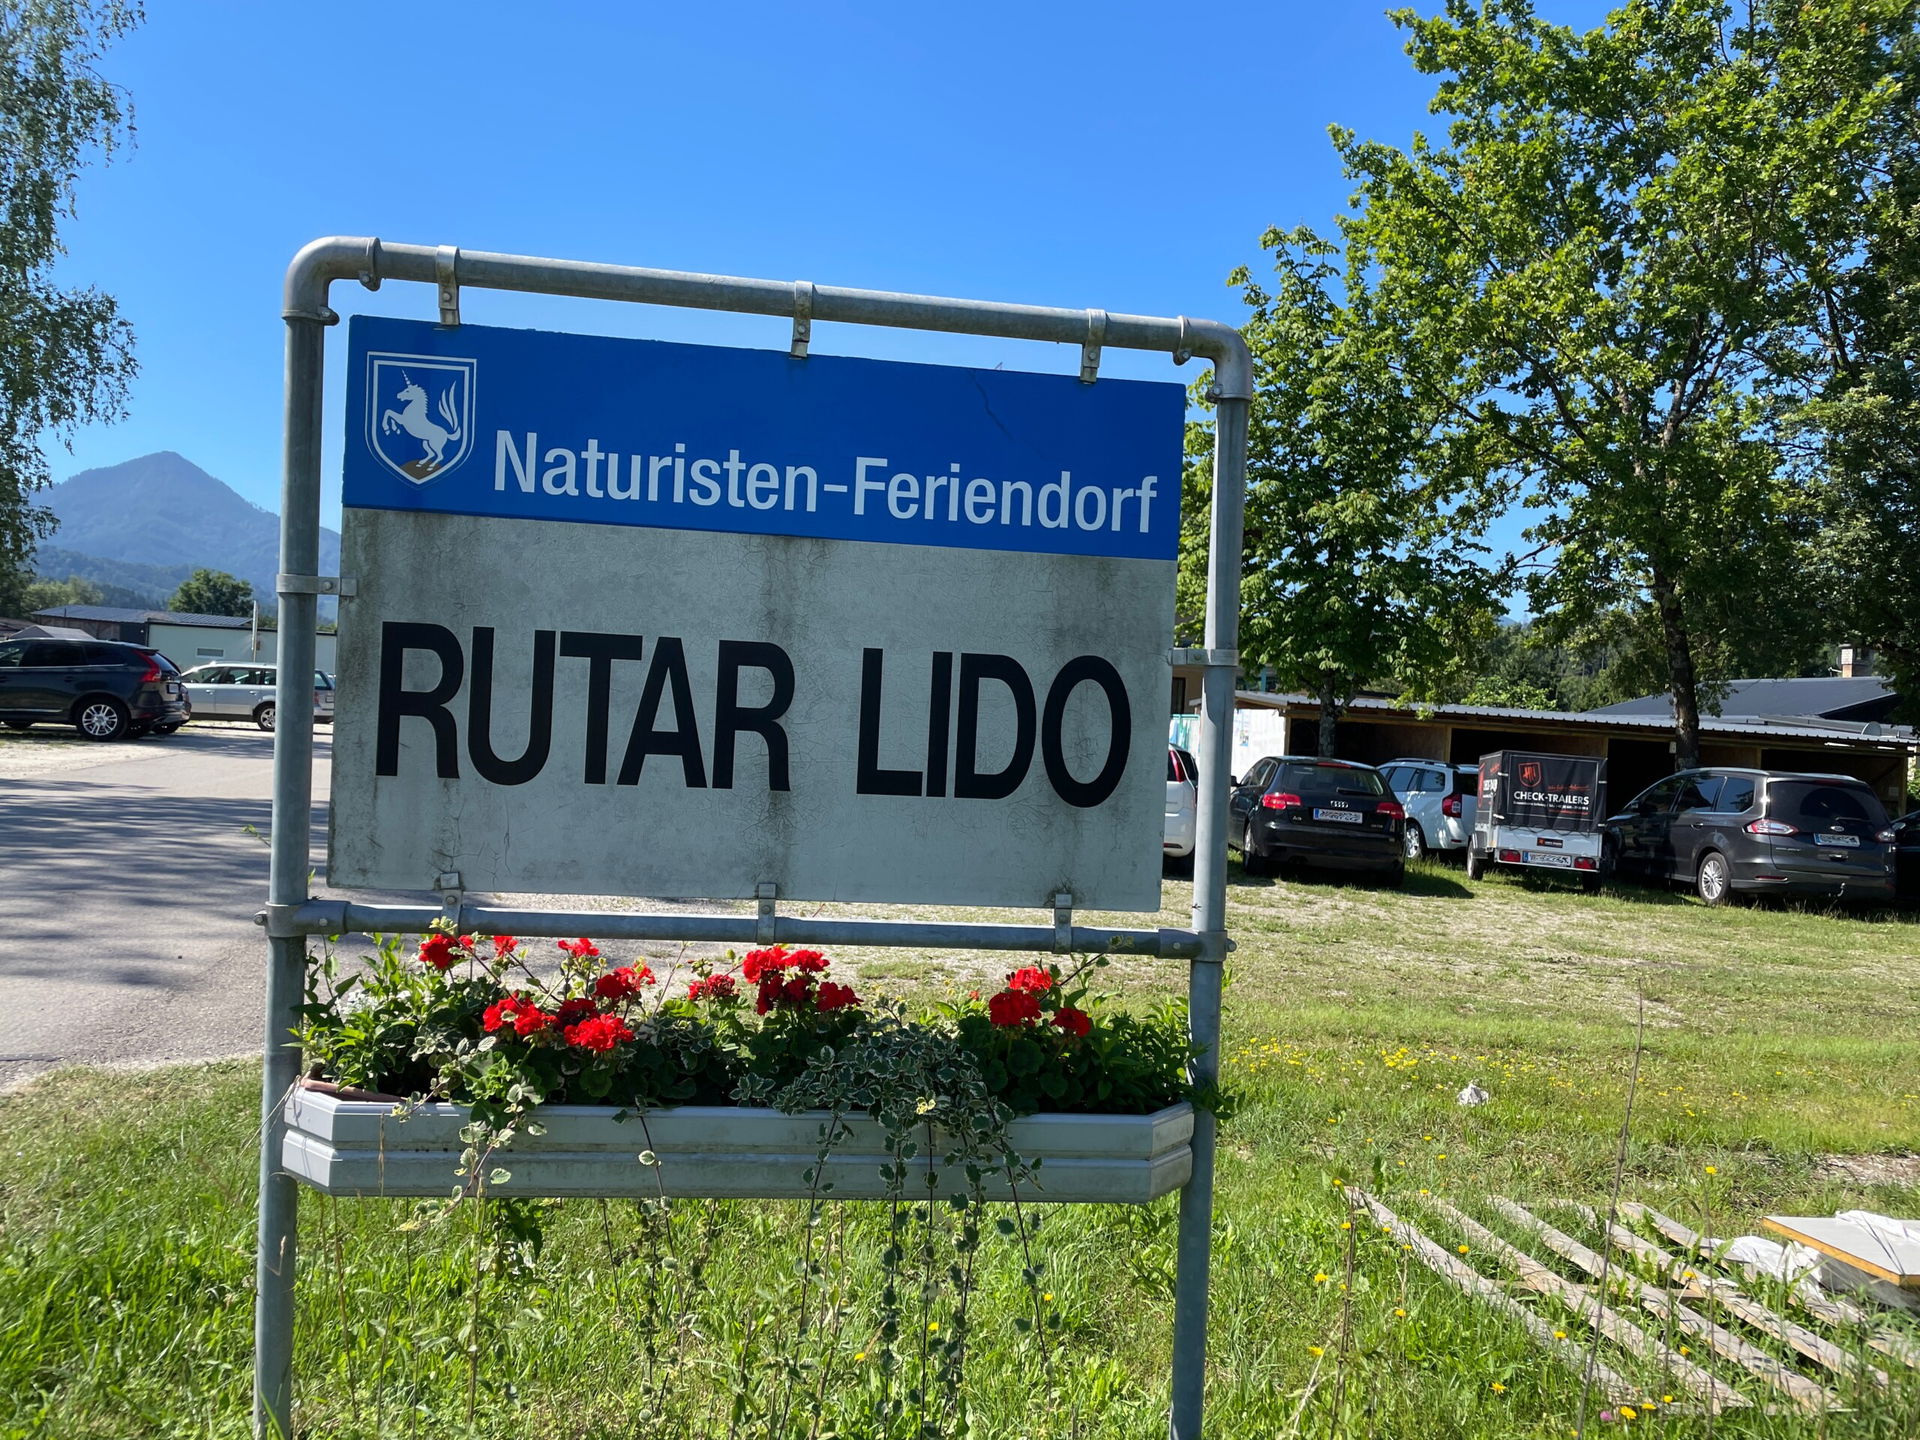 Naturisten-Feriendorf
RUTAR LIDO
CHECK-TRAILERS